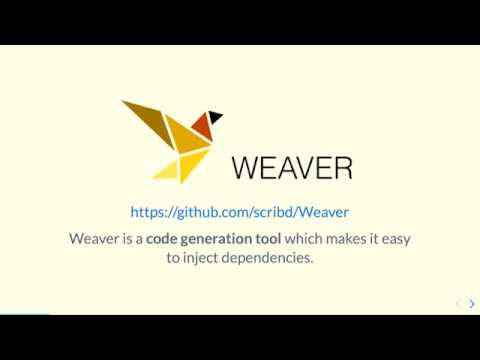 WEAVER
https://github.com/scribd/Weaver
Weaver is a code generation tool which makes it easy
to inject dependencies.